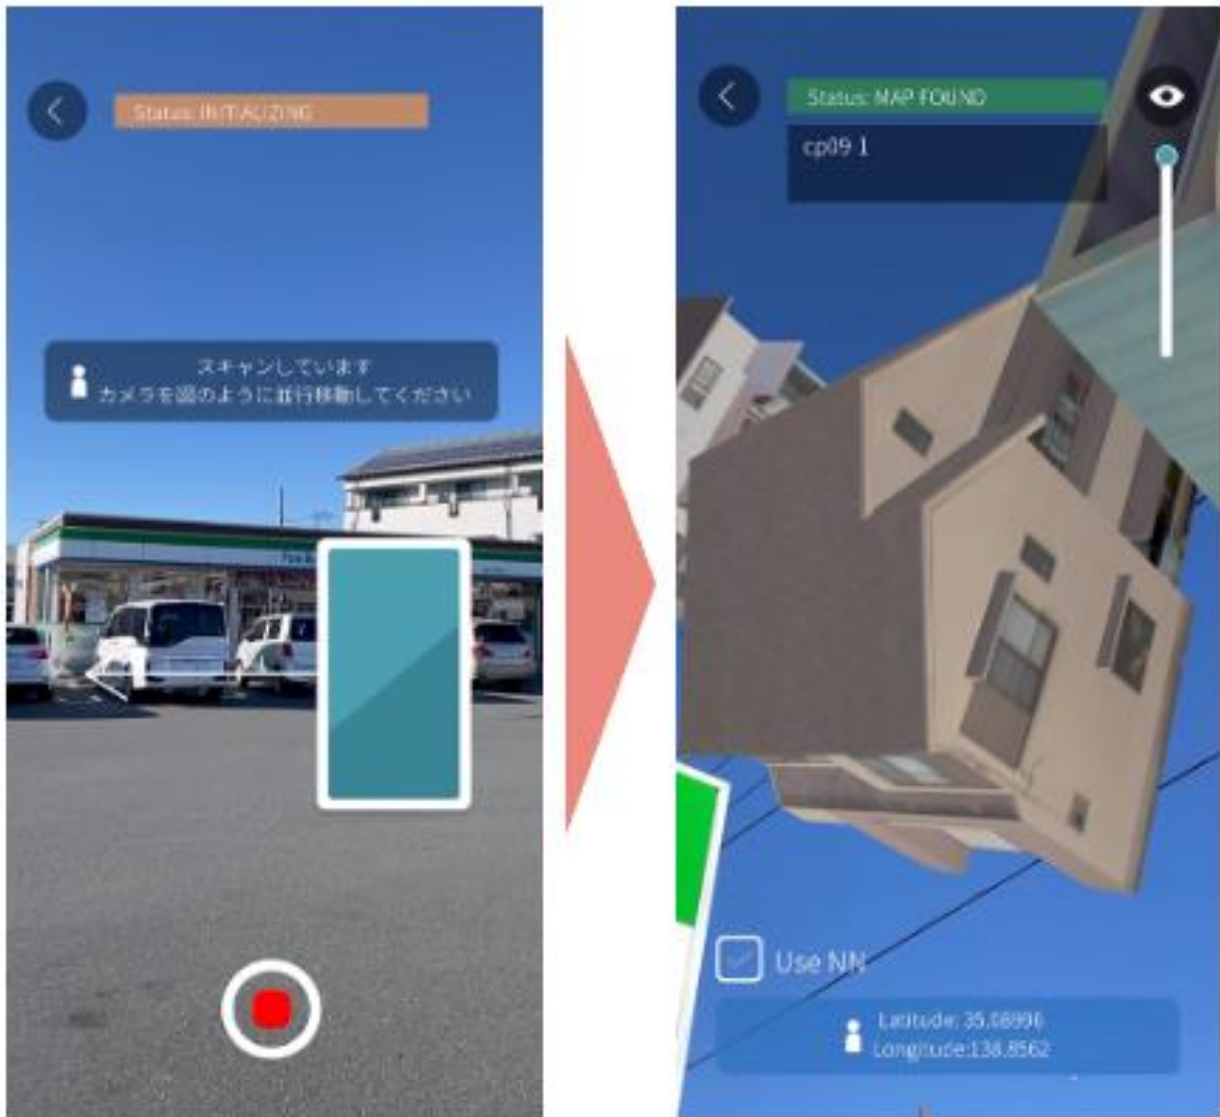 Status: INITIALIZING
スキャンしています
カメラを図のように並行移動してください
Status: MAP FOUND
cp09 1
Use NN
Latitude: 35.08996
Longitude:138.8562